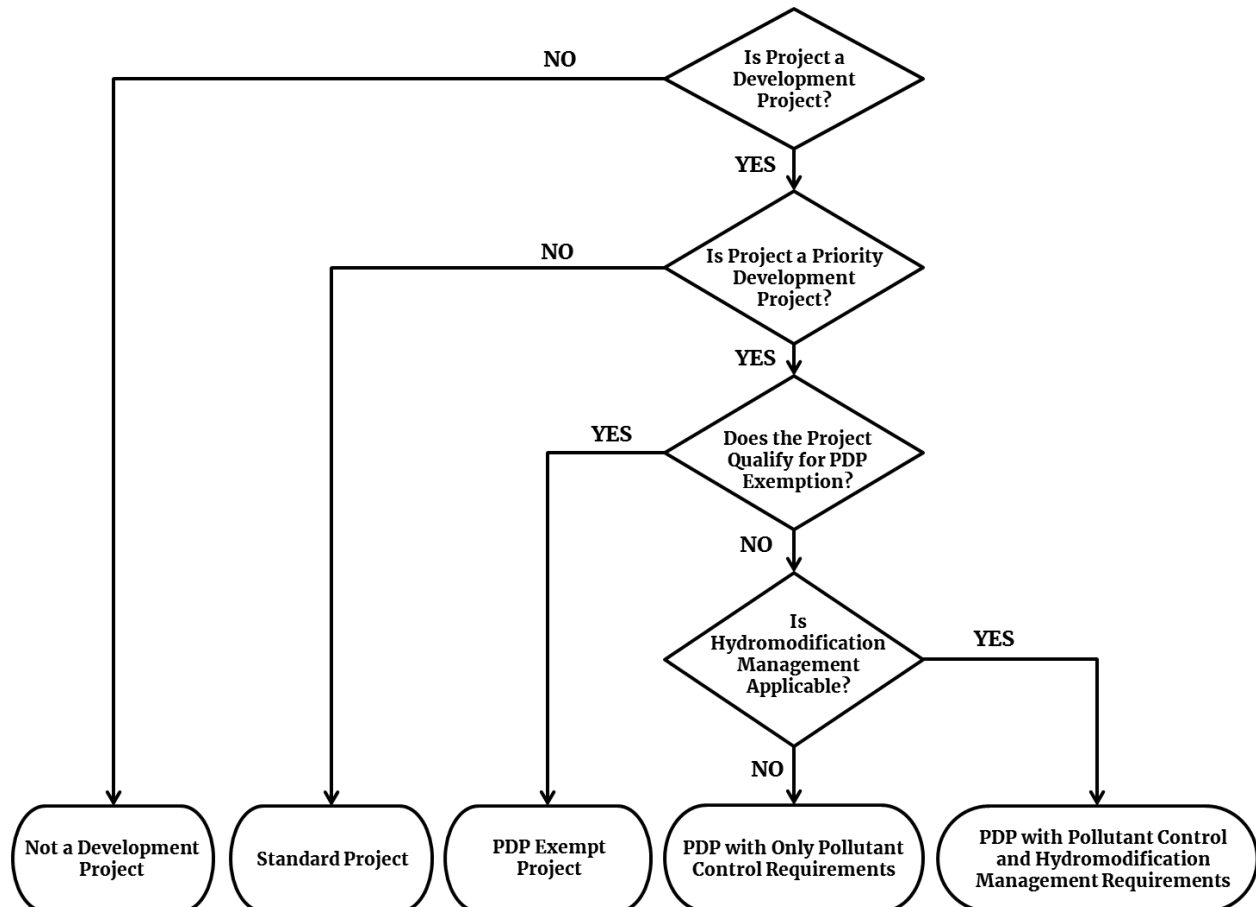 NO
Is Project a
Development
Project?
YES
NO
Is Project a Priority
Development
Project?
YES
YES
Does the Project
Qualify for PDP
Exemption?
NO
Is
Hydromodification
Management
Applicable?
YES
NO
Not a Development
Project
Standard Project
PDP Exempt
Project
PDP with Only Pollutant
Control Requirements
PDP with Pollutant Control
and Hydromodification
Management Requirements